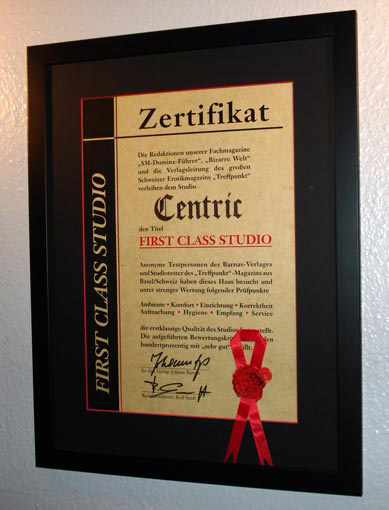 FIRST CLASS STUDIO
Zertifikat
Die Redaktionen unserer Fachmagazine
„SM-Domina-Führer", „Bizarre Welt"
und die Verlagsleitung des großen
Schweizer Erotikmagazins „Treffpunkt"
verleihen dem Studio
Centric
den Titel
FIRST CLASS STUDIO
Anonyme Testpersonen des Barnas-Verlages
und Studiotester des „Treffpunkt"-Magazins aus
Basel/Schweiz haben dieses Haus besucht und
unter strenger Wertung folgender Prüfpunkte
Ambiente • Komfort • Einrichtung • Korrektheit
Aufmachung • Hygiene • Empfang • Service
die erstklassige Qualität des Studios
Die aufgeführten
hundertprozentig mit „sehr gut"